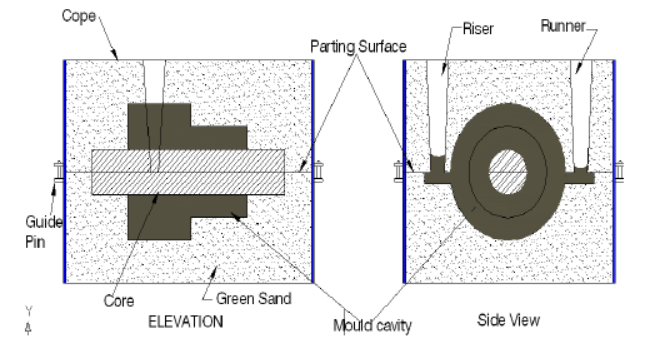 Cope
Riser
Runner
Parting Surface
Guide
Pin
Core
Green Sand
ELEVATION
Mould cavity
Side View
Y